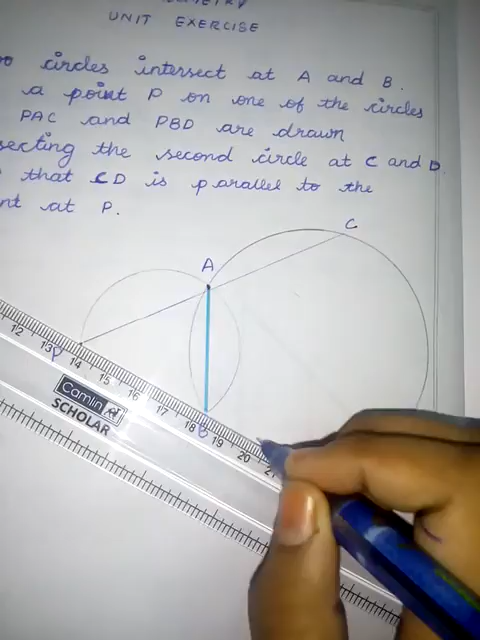 UNIT EXERCISE
circles intersect at A and B.
a point P on one of the circles
PAC and PBD are drawn
the second circle at C and D
that CD is parallel to the
at P.
C
A
P
B
12 13 14 15 16 17 18 19 20
Camlin
SCHOLAR